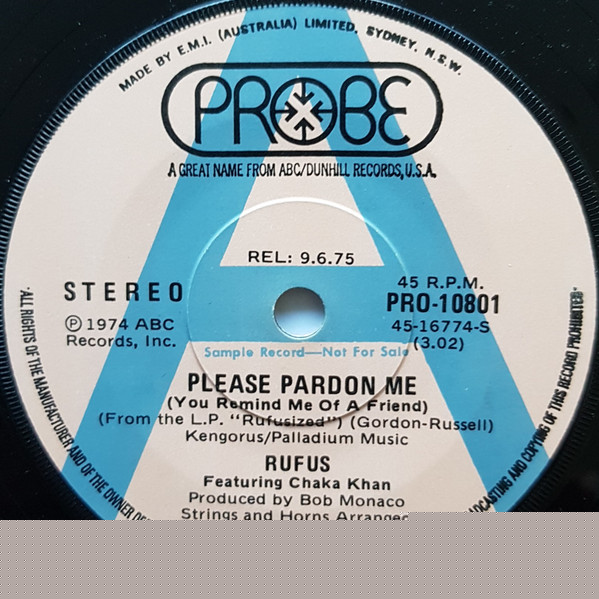 MADE BY E.M.I. (AUSTRALIA) LIMITED, SYDNEY, N.S.W.
PROBE
A GREAT NAME FROM ABC/DUNHILL RECORDS, U.S.A.
REL: 9.6.75
STEREO
45 R.P.M.
PRO-10801
℗ 1974 ABC
Records, Inc.
45-16774-S
(3.02)
Sample Record—Not For Sale
PLEASE PARDON ME
(You Remind Me Of A Friend)
(From the L.P. "Rufusized") (Gordon-Russell)
Kengorus/Palladium Music
RUFUS
Featuring Chaka Khan
Produced by Bob Monaco
Strings and Horns
·ALL RIGHTS OF THE MANUFACTURER AND OF THE OWNER
AND COPYING OF THIS RECORD PROHIBITED·